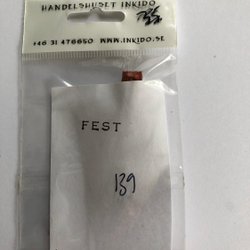 HANDELSHUSET INKIDO
+46 31 476650 WWW.INKIDO.SE
FEST
139